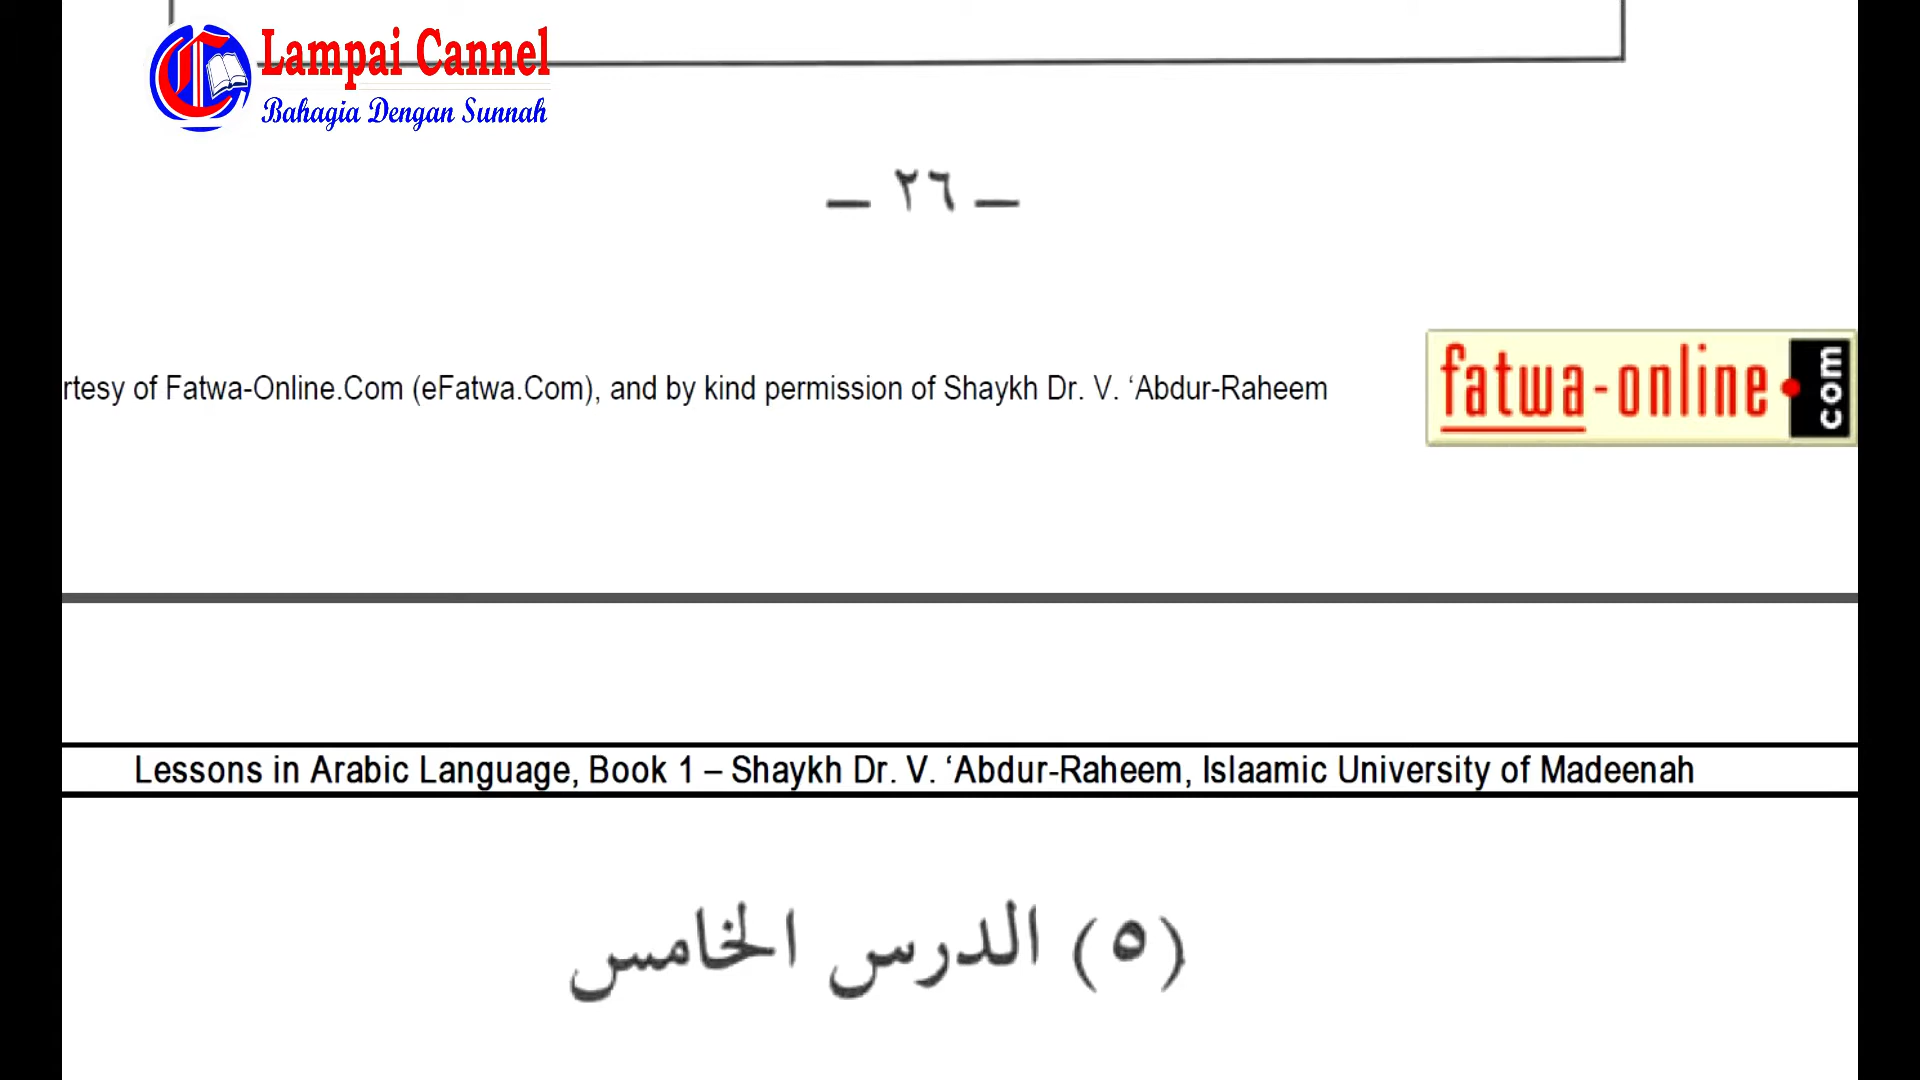 Lampai Cannel
Bahagia Dengan Sunnah
— ٢٦ —
rtesy of Fatwa-Online.Com (eFatwa.Com), and by kind permission of Shaykh Dr. V. ‘Abdur-Raheem
fatwa-online.com
Lessons in Arabic Language, Book 1 – Shaykh Dr. V. ‘Abdur-Raheem, Islaamic University of Madeenah
(٥) الدرس الخامس